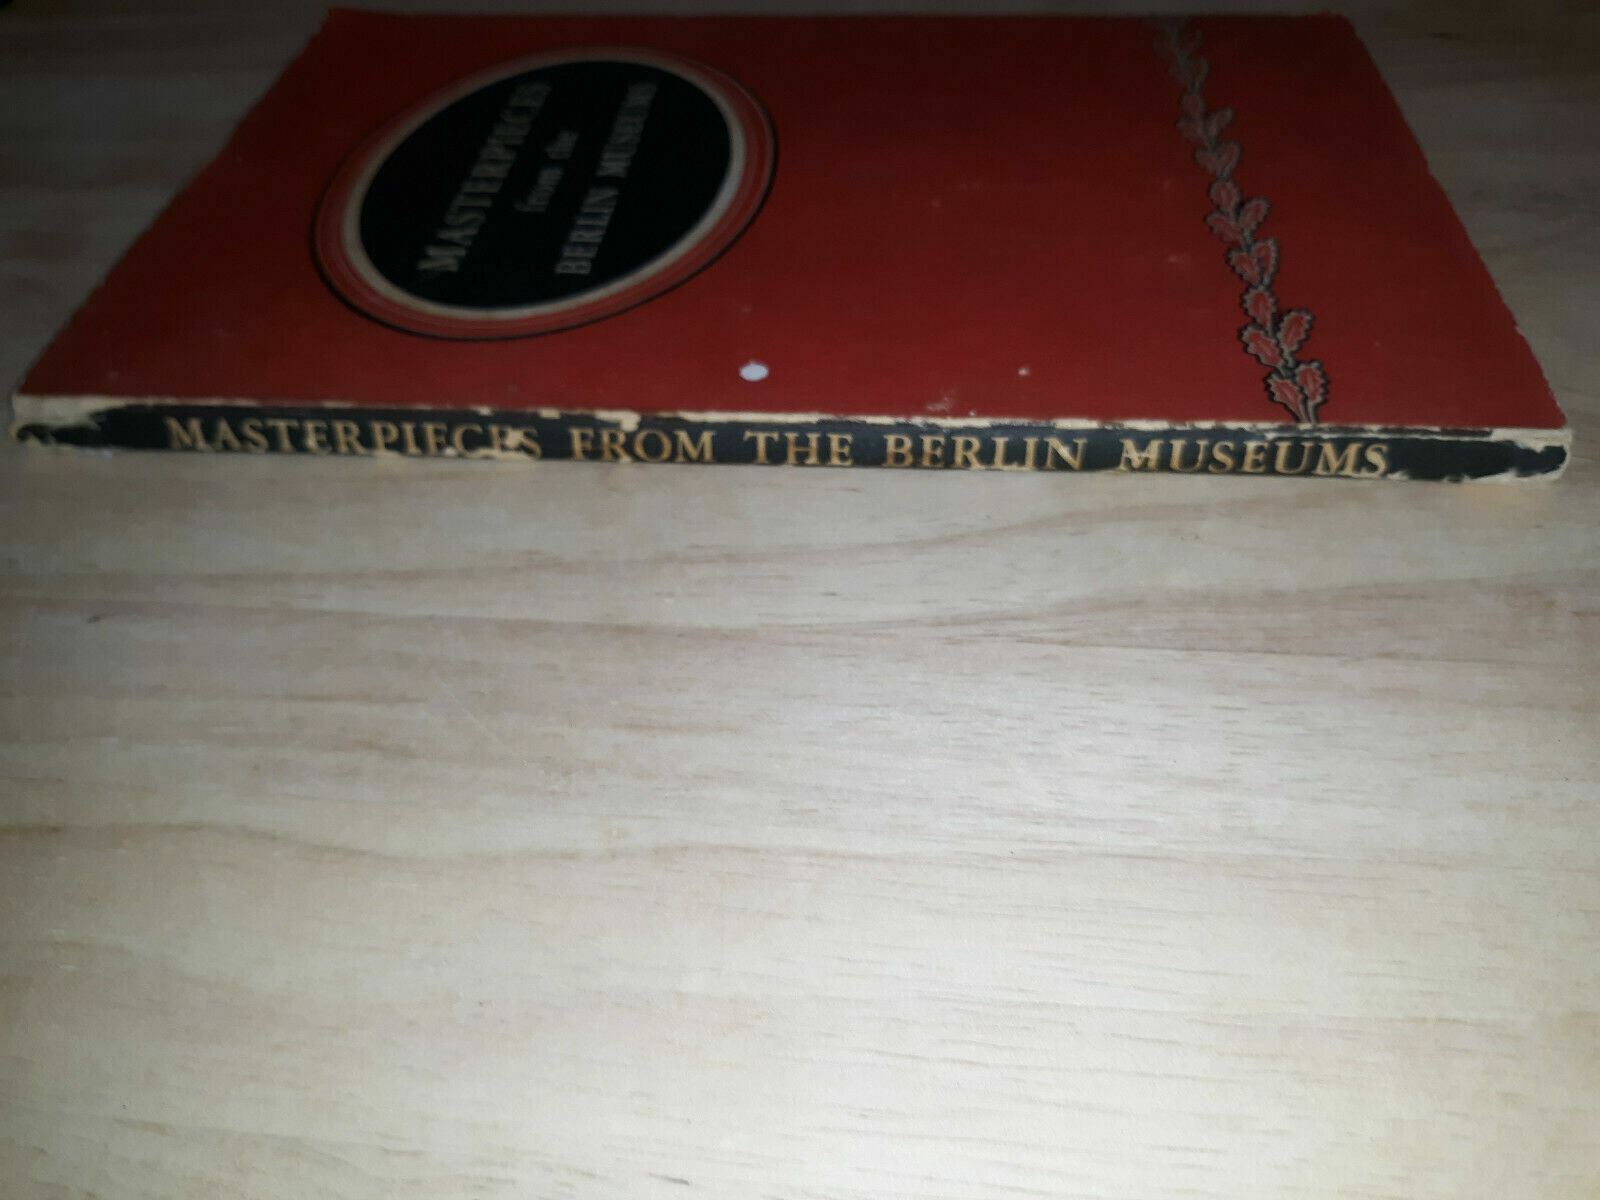 MASTERPIECES
from the
BERLIN MUSEUMS
MASTERPIECES FROM THE BERLIN MUSEUMS